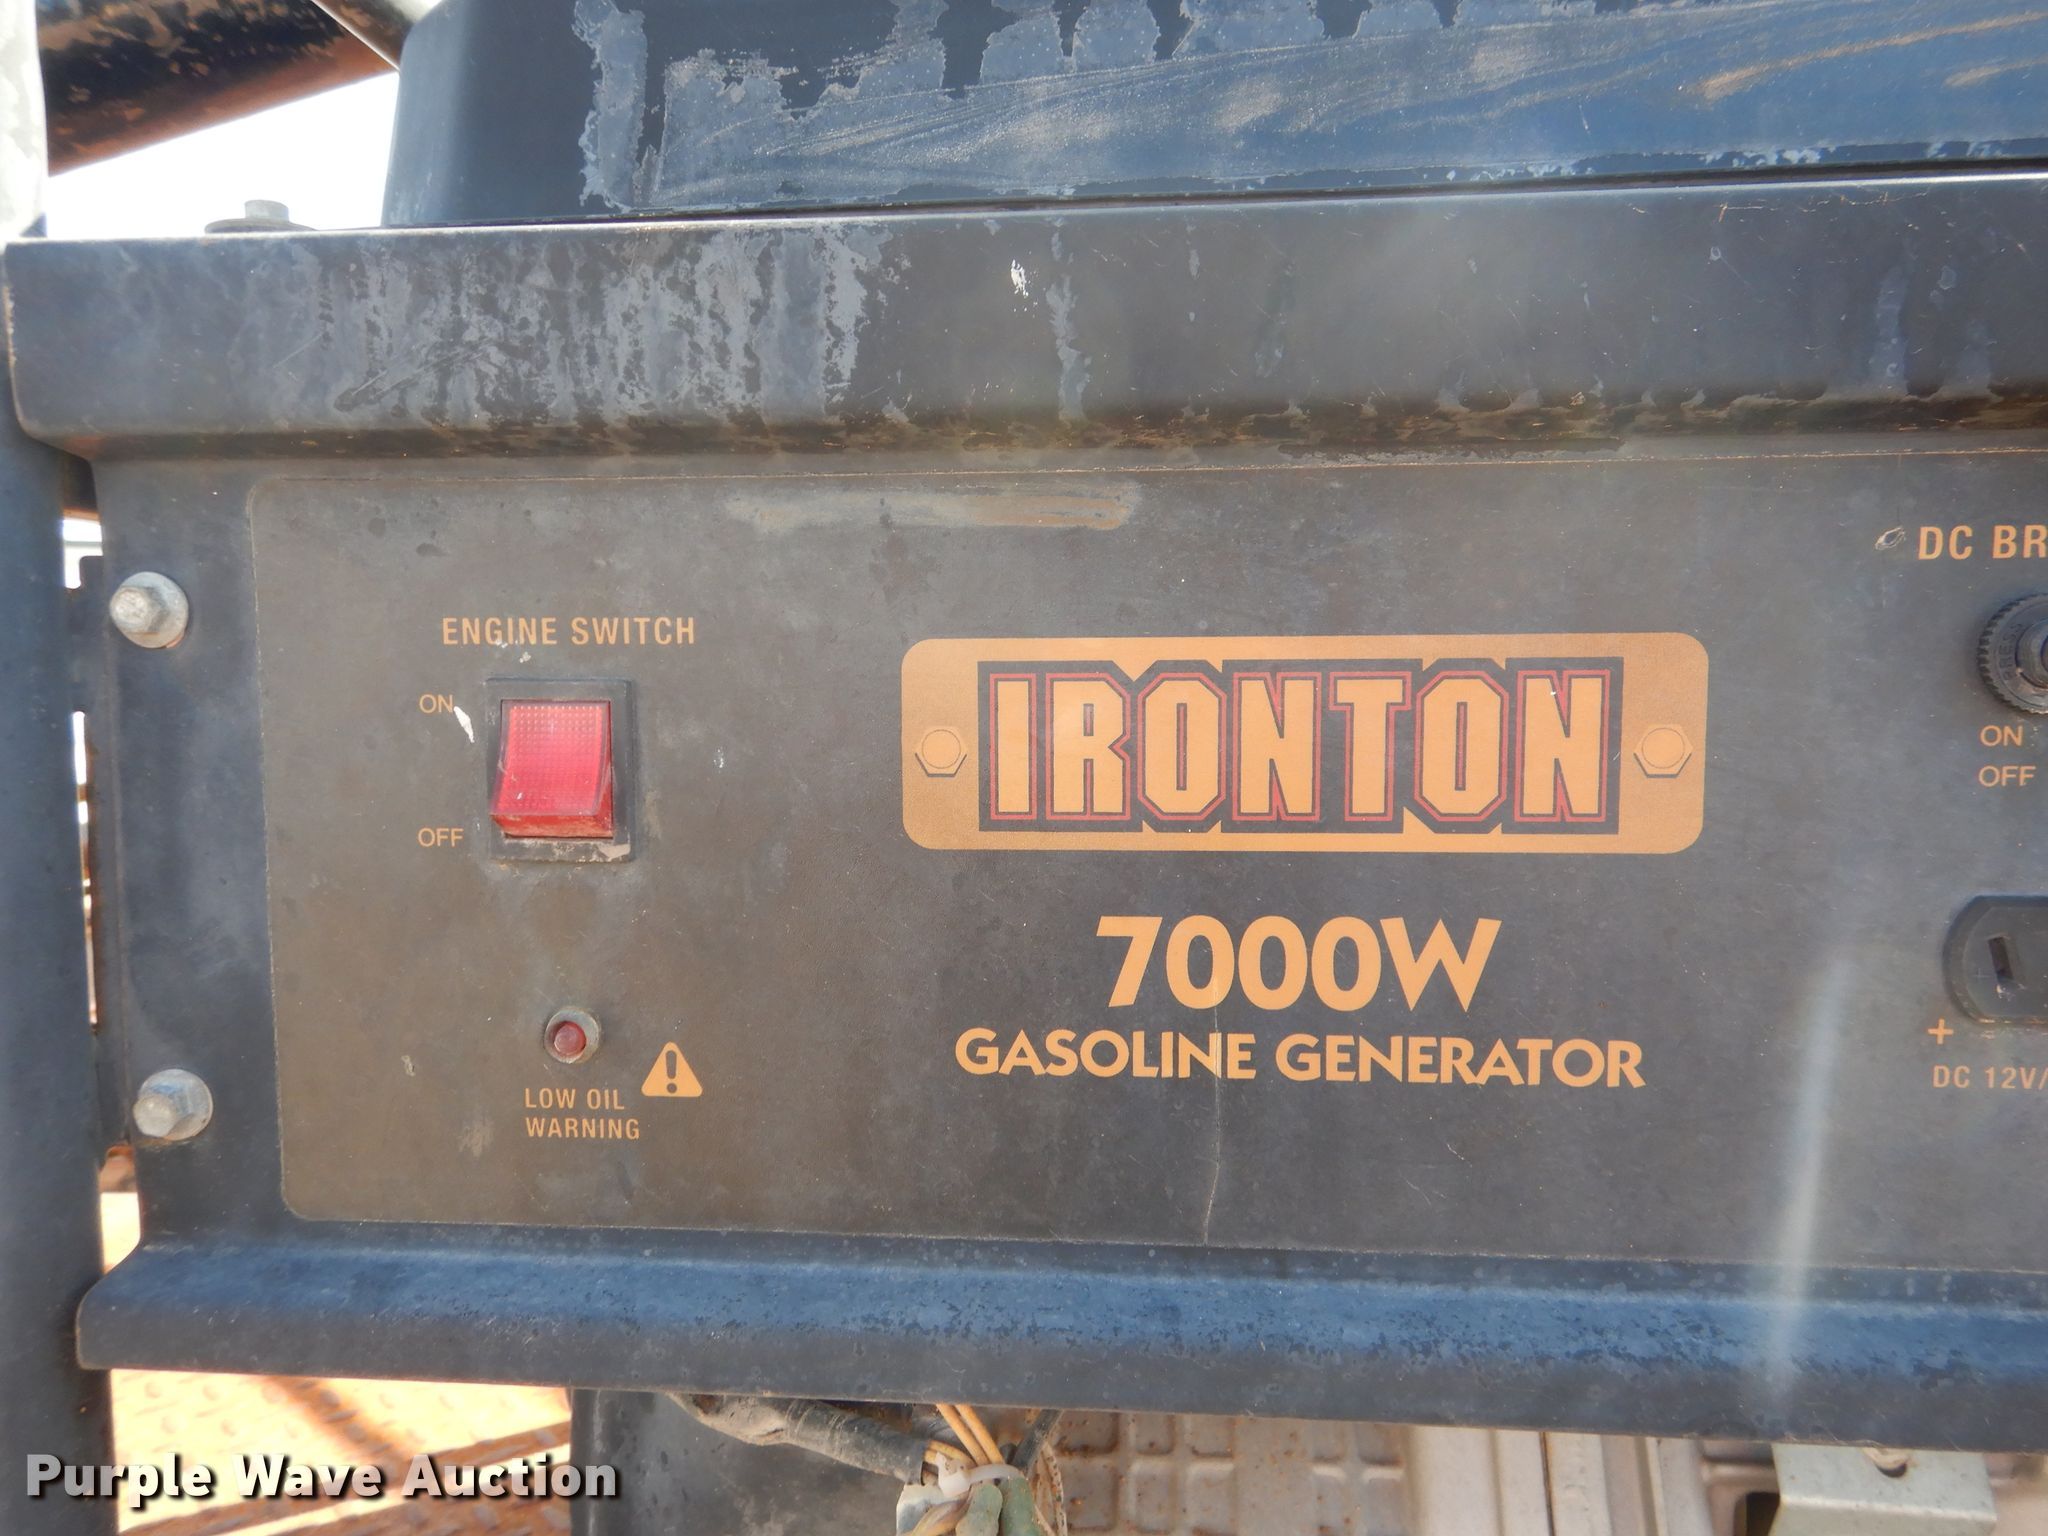 DC BR
ENGINE SWITCH
ON
OFF
IRONTON
PRESS
ON
OFF
7000W
GASOLINE GENERATOR
LOW OIL
WARNING
+
DC 12V/
Purple Wave Auction